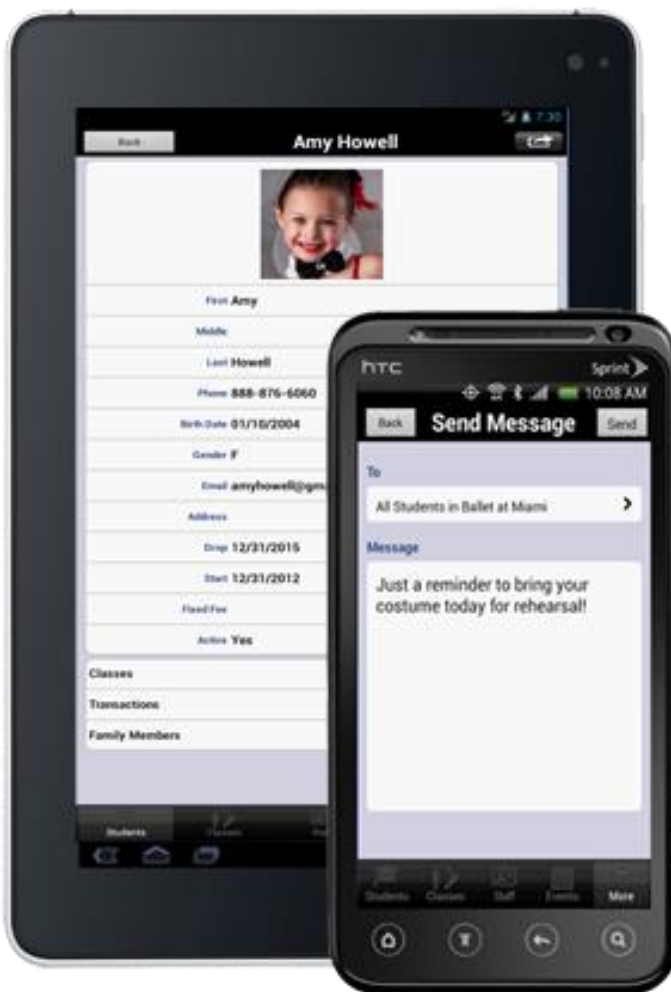 7:30
Back
Amy Howell
First Amy
Middle
Last Howell
Phone 888-876-6060
Birth Date 01/10/2004
Gender F
Email amyhowell@gm
Address
Drop 12/31/2015
Start 12/31/2012
Fixed Fee
Active Yes
Classes
Transactions
Family Members
Students
Classes
hTC
Sprint
10:08 AM
Back
Send Message
Send
To
All Students in Ballet at Miami
Message
Just a reminder to bring your
costume today for rehearsal!
Students
Classes
Staff
Events
More